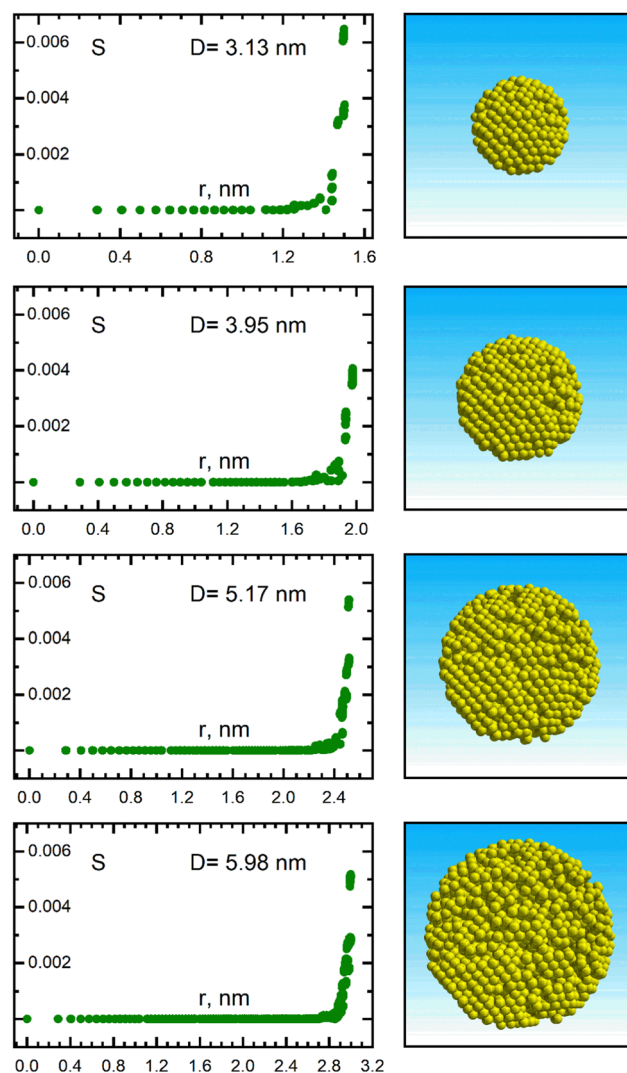 0.006
S D= 3.13 nm
0.004
0.002
r, nm
0.0 0.4 0.8 1.2 1.6
0.006
S D= 3.95 nm
0.004
0.002
r, nm
0.0 0.4 0.8 1.2 1.6 2.0
0.006
S D= 5.17 nm
0.004
0.002
r, nm
0.0 0.4 0.8 1.2 1.6 2.0 2.4
0.006
S D= 5.98 nm
0.004
0.002
r, nm
0.0 0.4 0.8 1.2 1.6 2.0 2.4 2.8 3.2